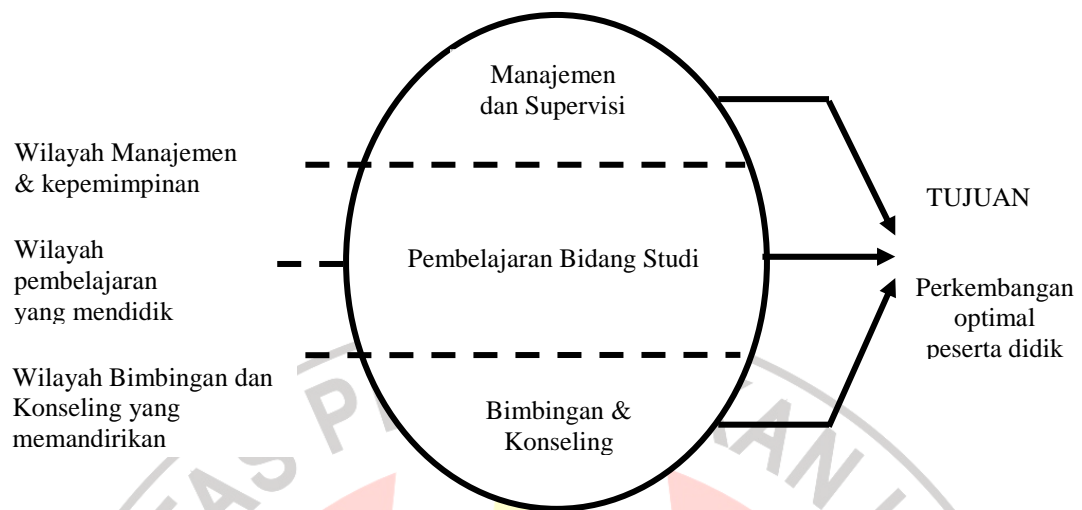 Manajemen
dan Supervisi
Wilayah Manajemen
& kepemimpinan
TUJUAN
Wilayah
pembelajaran
yang mendidik
Pembelajaran Bidang Studi
Perkembangan
optimal
peserta didik
Wilayah Bimbingan dan
Konseling yang
memandirikan
Bimbingan &
Konseling